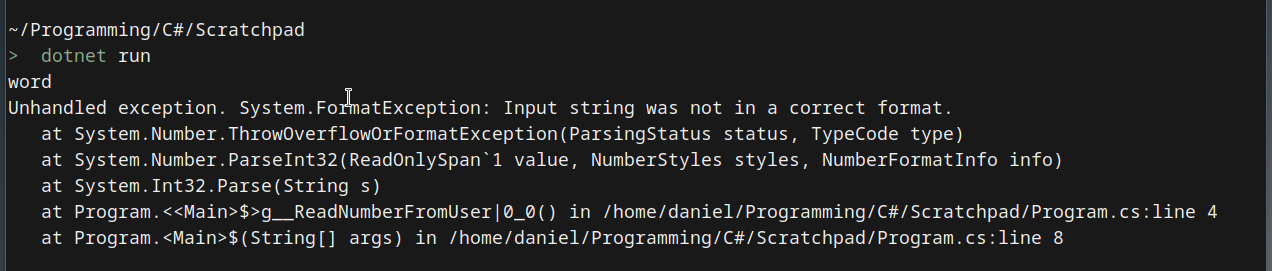 ~/Programming/C#/Scratchpad
> dotnet run
word
Unhandled exception. System.FormatException: Input string was not in a correct format.
at System.Number.ThrowOverflowOrFormatException(ParsingStatus status, TypeCode type)
at System.Number.ParseInt32(ReadOnlySpan`1 value, NumberStyles styles, NumberFormatInfo info)
at System.Int32.Parse(String s)
at Program.<<Main>$>g__ReadNumberFromUser|0_0() in /home/daniel/Programming/C#/Scratchpad/Program.cs:line 4
at Program.<Main>$(String[] args) in /home/daniel/Programming/C#/Scratchpad/Program.cs:line 8